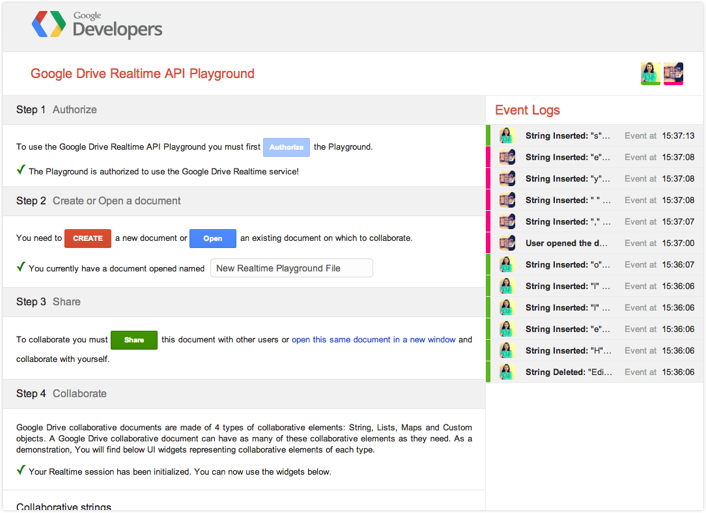 Google
Developers
Google Drive Realtime API Playground
Step 1 Authorize
To use the Google Drive Realtime API Playground you must first Authorize the Playground.
The Playground is authorized to use the Google Drive Realtime service!
Step 2 Create or Open a document
You need to CREATE a new document or Open an existing document on which to collaborate.
You currently have a document opened named New Realtime Playground File
Step 3 Share
To collaborate you must Share this document with other users or open this same document in a new window and
collaborate with yourself.
Step 4 Collaborate
Google Drive collaborative documents are made of 4 types of collaborative elements: String, Lists, Maps and Custom
objects. A Google Drive collaborative document can have as many of these collaborative elements as they need. As a
demonstration, You will find below UI widgets representing collaborative elements of each type.
Your Realtime session has been initialized. You can now use the widgets below.
Collaborative strings
Event Logs
String Inserted: "s"... Event at 15:37:13
String Inserted: "e"... Event at 15:37:08
String Inserted: "y"... Event at 15:37:08
String Inserted: " " ... Event at 15:37:08
String Inserted: "," ... Event at 15:37:07
User opened the d... Event at 15:37:00
String Inserted: "o"... Event at 15:36:07
String Inserted: "l" ... Event at 15:36:06
String Inserted: "l" ... Event at 15:36:06
String Inserted: "e"... Event at 15:36:06
String Inserted: "H"... Event at 15:36:06
String Deleted: "Edi... Event at 15:36:06